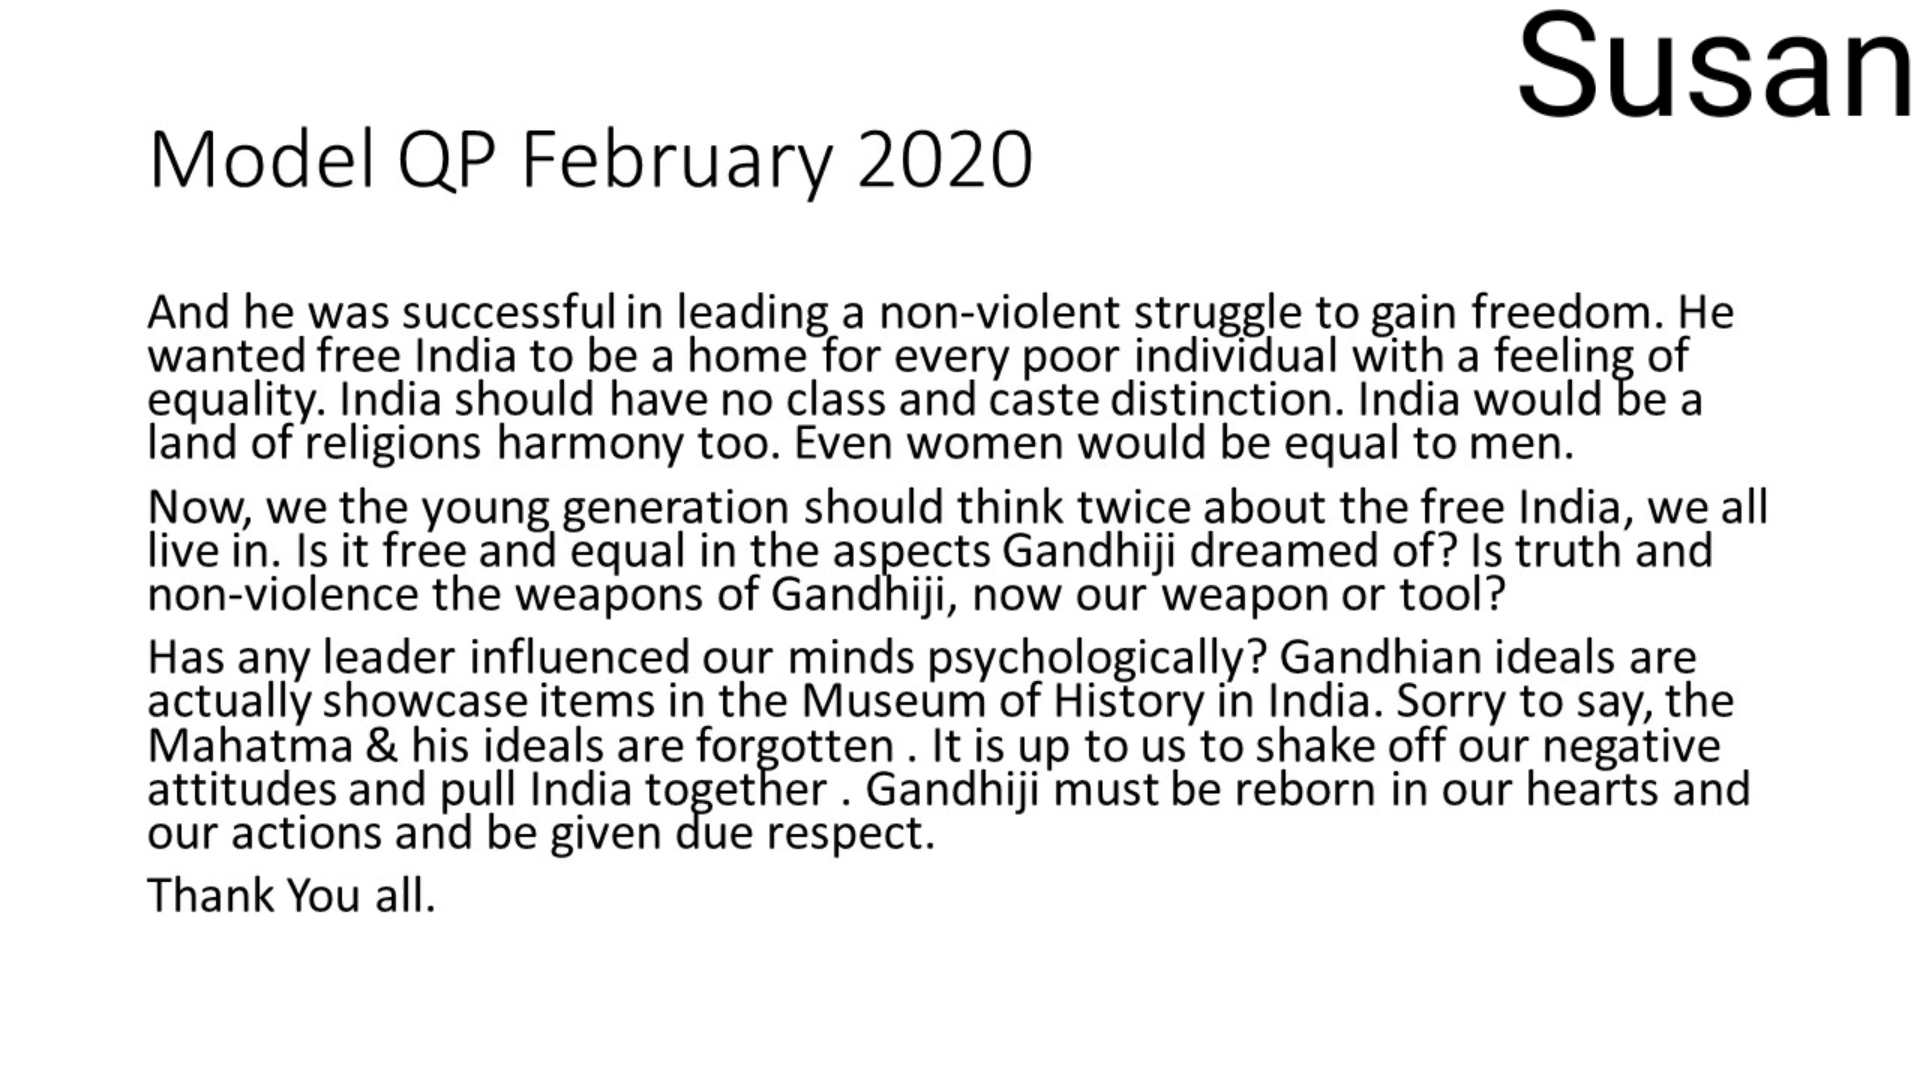 Susan
Model QP February 2020
And he was successful in leading a non-violent struggle to gain freedom. He
wanted free India to be a home for every poor individual with a feeling of
equality. India should have no class and caste distinction. India would be a
land of religions harmony too. Even women would be equal to men.
Now, we the young generation should think twice about the free India, we all
live in. Is it free and equal in the aspects Gandhiji dreamed of? Is truth and
non-violence the weapons of Gandhiji, now our weapon or tool?
Has any leader influenced our minds psychologically? Gandhian ideals are
actually showcase items in the Museum of History in India. Sorry to say, the
Mahatma & his ideals are forgotten . It is up to us to shake off our negative
attitudes and pull India together . Gandhiji must be reborn in our hearts and
our actions and be given due respect.
Thank You all.